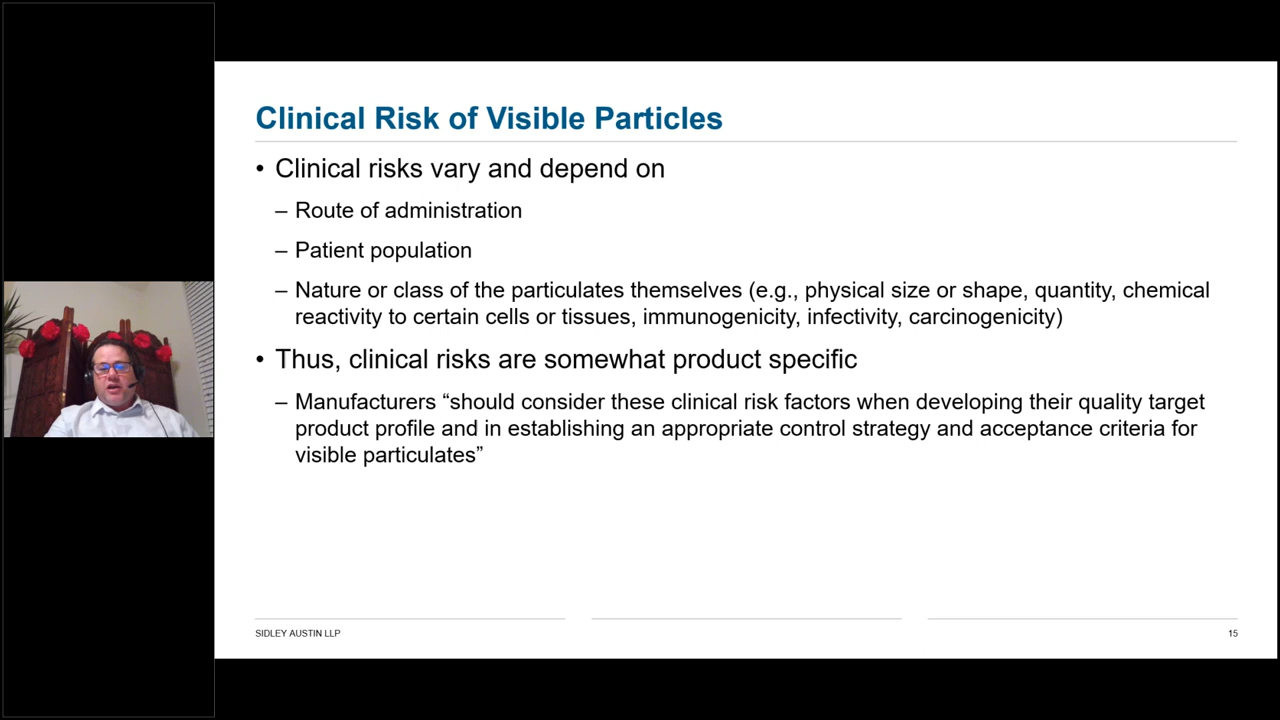 Clinical Risk of Visible Particles
• Clinical risks vary and depend on
– Route of administration
– Patient population
– Nature or class of the particulates themselves (e.g., physical size or shape, quantity, chemical
reactivity to certain cells or tissues, immunogenicity, infectivity, carcinogenicity)
• Thus, clinical risks are somewhat product specific
– Manufacturers “should consider these clinical risk factors when developing their quality target
product profile and in establishing an appropriate control strategy and acceptance criteria for
visible particulates”
SIDLEY AUSTIN LLP
15